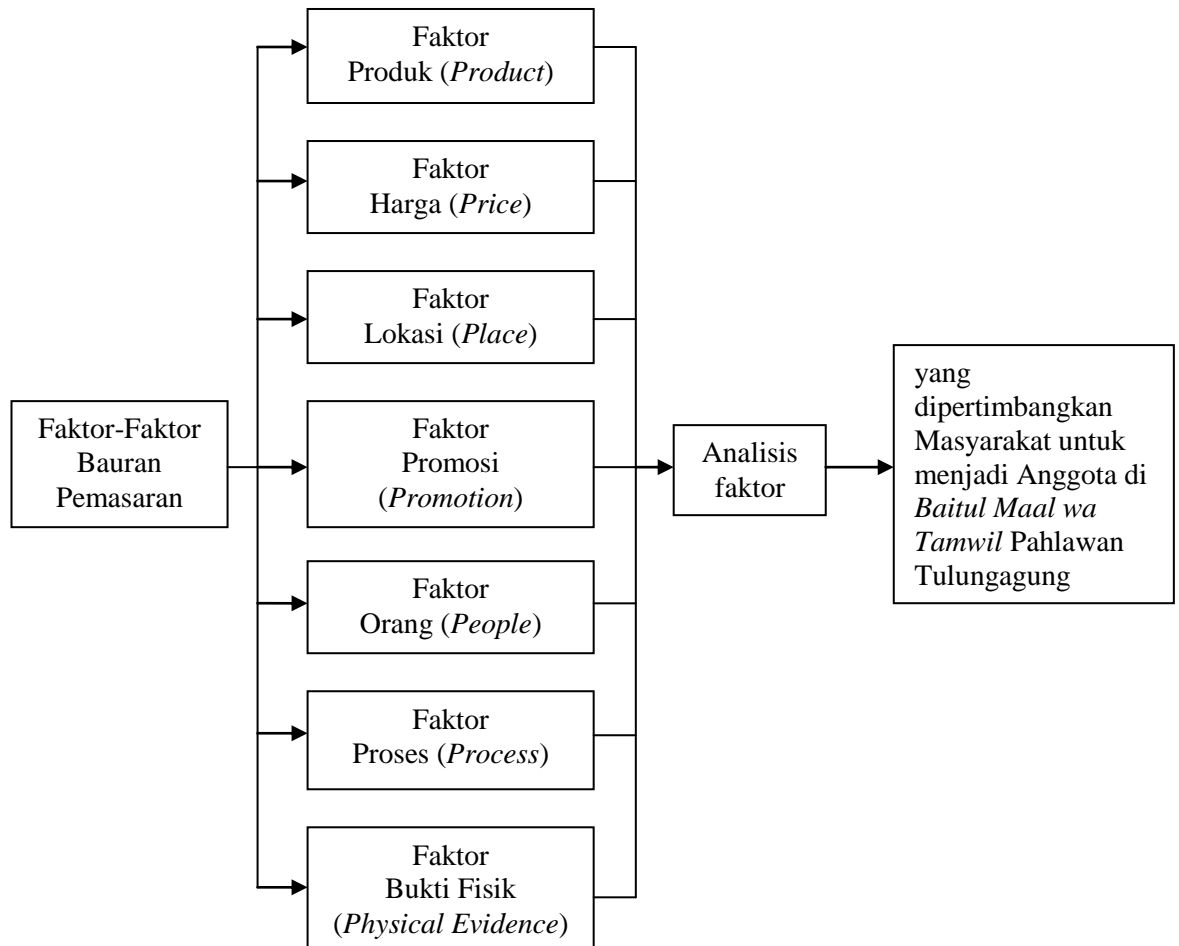 Faktor
Produk (Product)
Faktor
Harga (Price)
Faktor
Lokasi (Place)
Faktor-Faktor
Bauran
Pemasaran
Faktor
Promosi
(Promotion)
Faktor
Orang (People)
Faktor
Proses (Process)
Faktor
Bukti Fisik
(Physical Evidence)
Analisis
faktor
yang
dipertimbangkan
Masyarakat untuk
menjadi Anggota di
Baitul Maal wa
Tamwil Pahlawan
Tulungagung